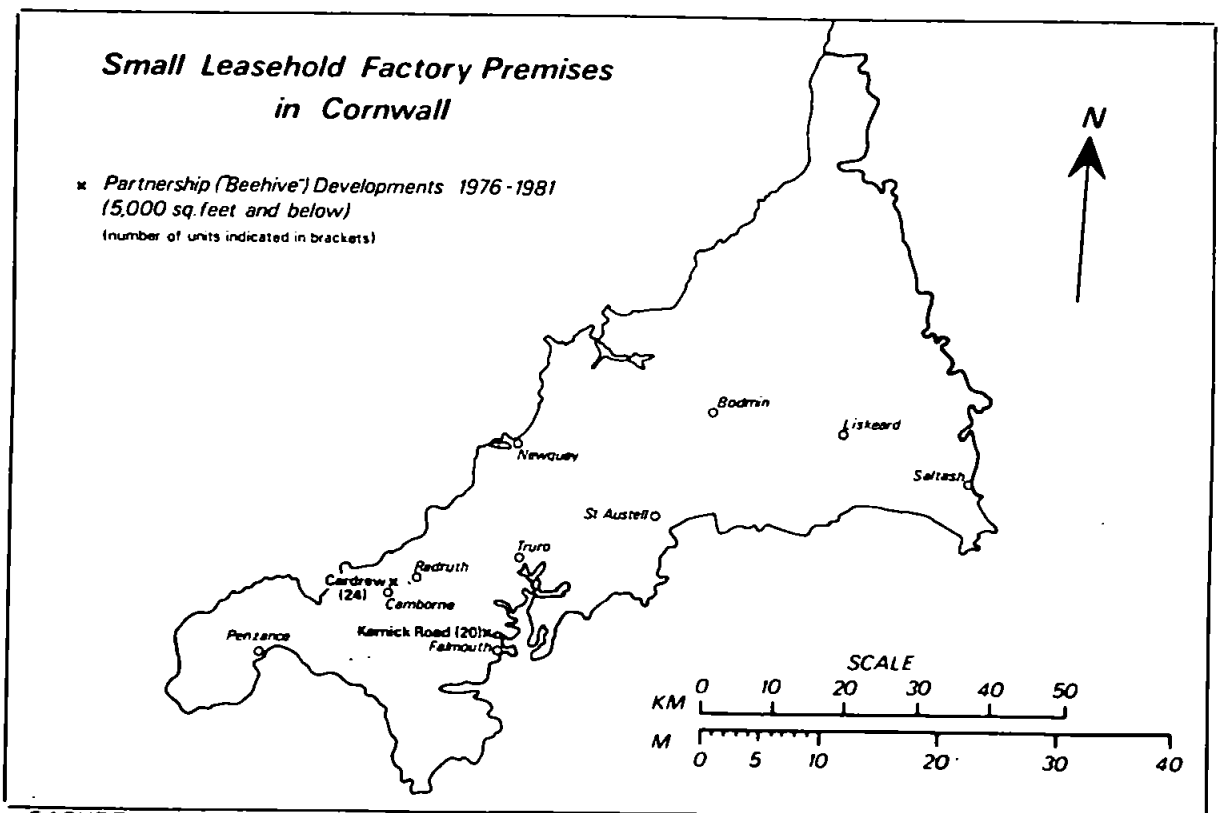 Small Leasehold Factory Premises
in Cornwall
x Partnership ("Beehive") Developments 1976-1981
(5,000 sq. feet and below)
(number of units indicated in brackets)
N
Bodmin
Liskeard
Newquay
Saltash
St Austell
Truro
Redruth
Cardrew x
(24)
Camborne
Kernick Road (20) x
Penzance
Falmouth
SCALE
KM 0 10 20 30 40 50
M
0 5 10 20 30 40